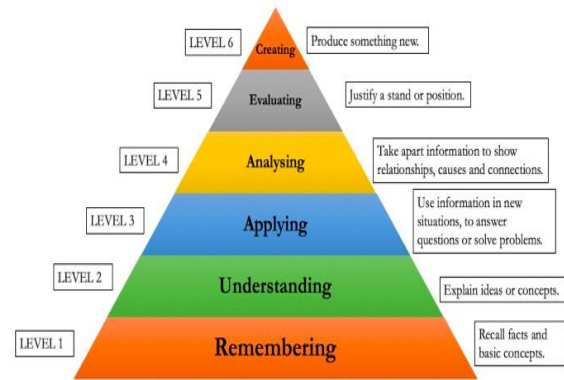 LEVEL 6
Creating
Produce something new.
LEVEL 5
Evaluating
Justify a stand or position.
LEVEL 4
Analysing
Take apart information to show
relationships, causes and connections.
LEVEL 3
Applying
Use information in new
situations, to answer
questions or solve problems.
LEVEL 2
Understanding
Explain ideas or concepts.
LEVEL 1
Remembering
Recall facts and
basic concepts.